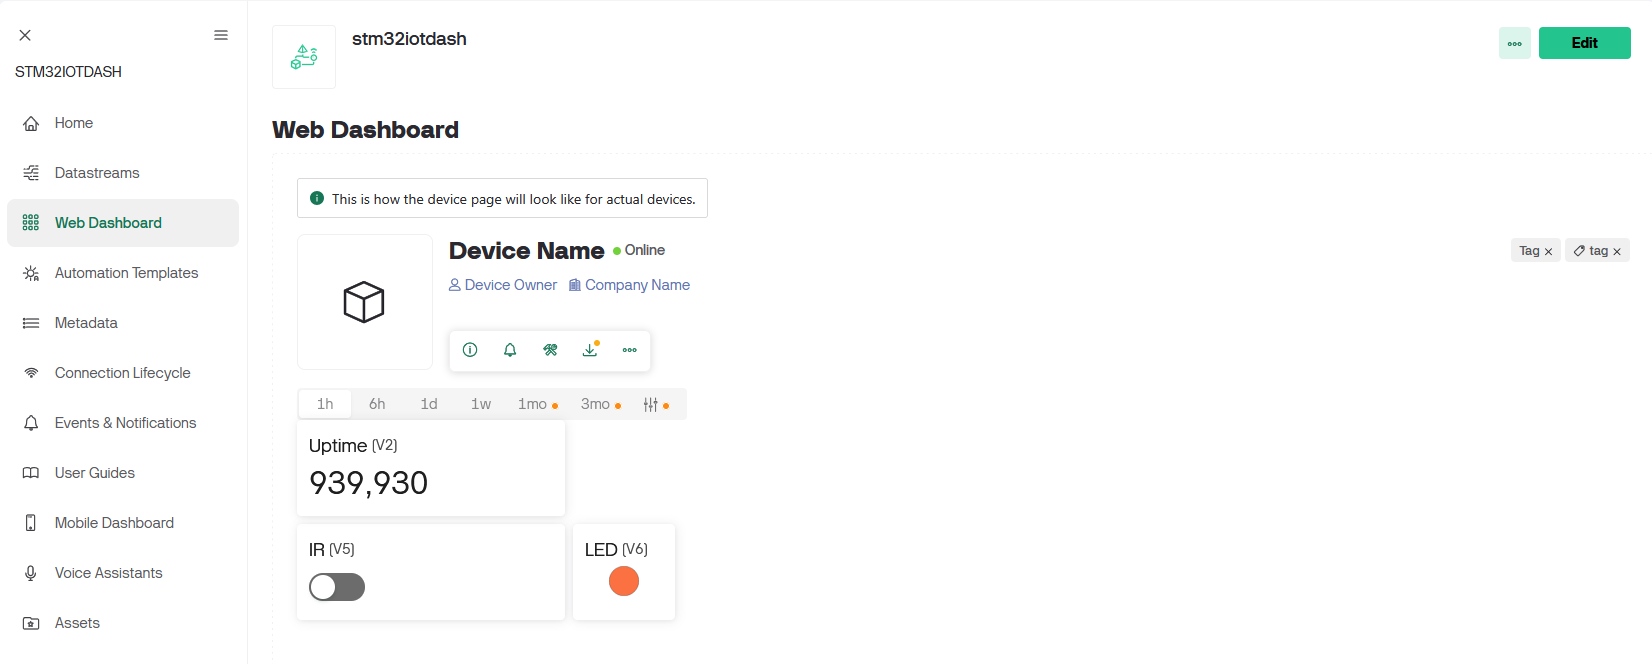 STM32IOTDASH
Home
Datastreams
Web Dashboard
Automation Templates
Metadata
Connection Lifecycle
Events & Notifications
User Guides
Mobile Dashboard
Voice Assistants
Assets
stm32iotdash
Edit
Web Dashboard
This is how the device page will look like for actual devices.
Device Name Online
Device Owner Company Name
Tag tag
1h 6h 1d 1w 1mo 3mo
Uptime (V2)
939,930
IR (V5)
LED (V6)